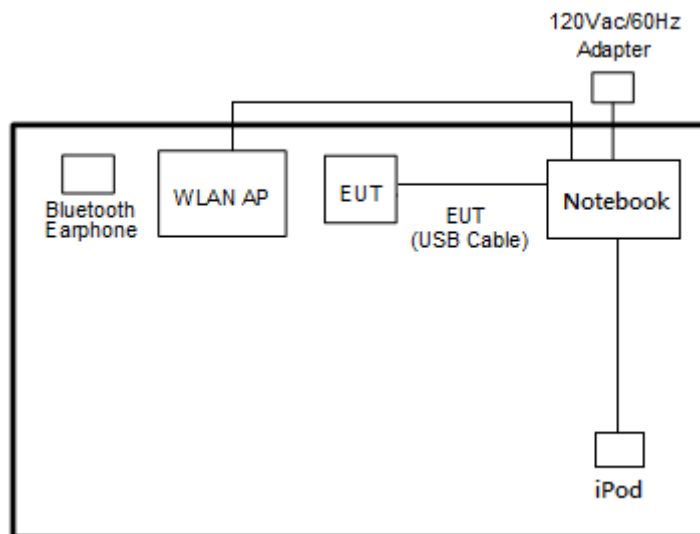 120Vac/60Hz
Adapter
Bluetooth
Earphone
WLAN AP
EUT
EUT
(USB Cable)
Notebook
iPod